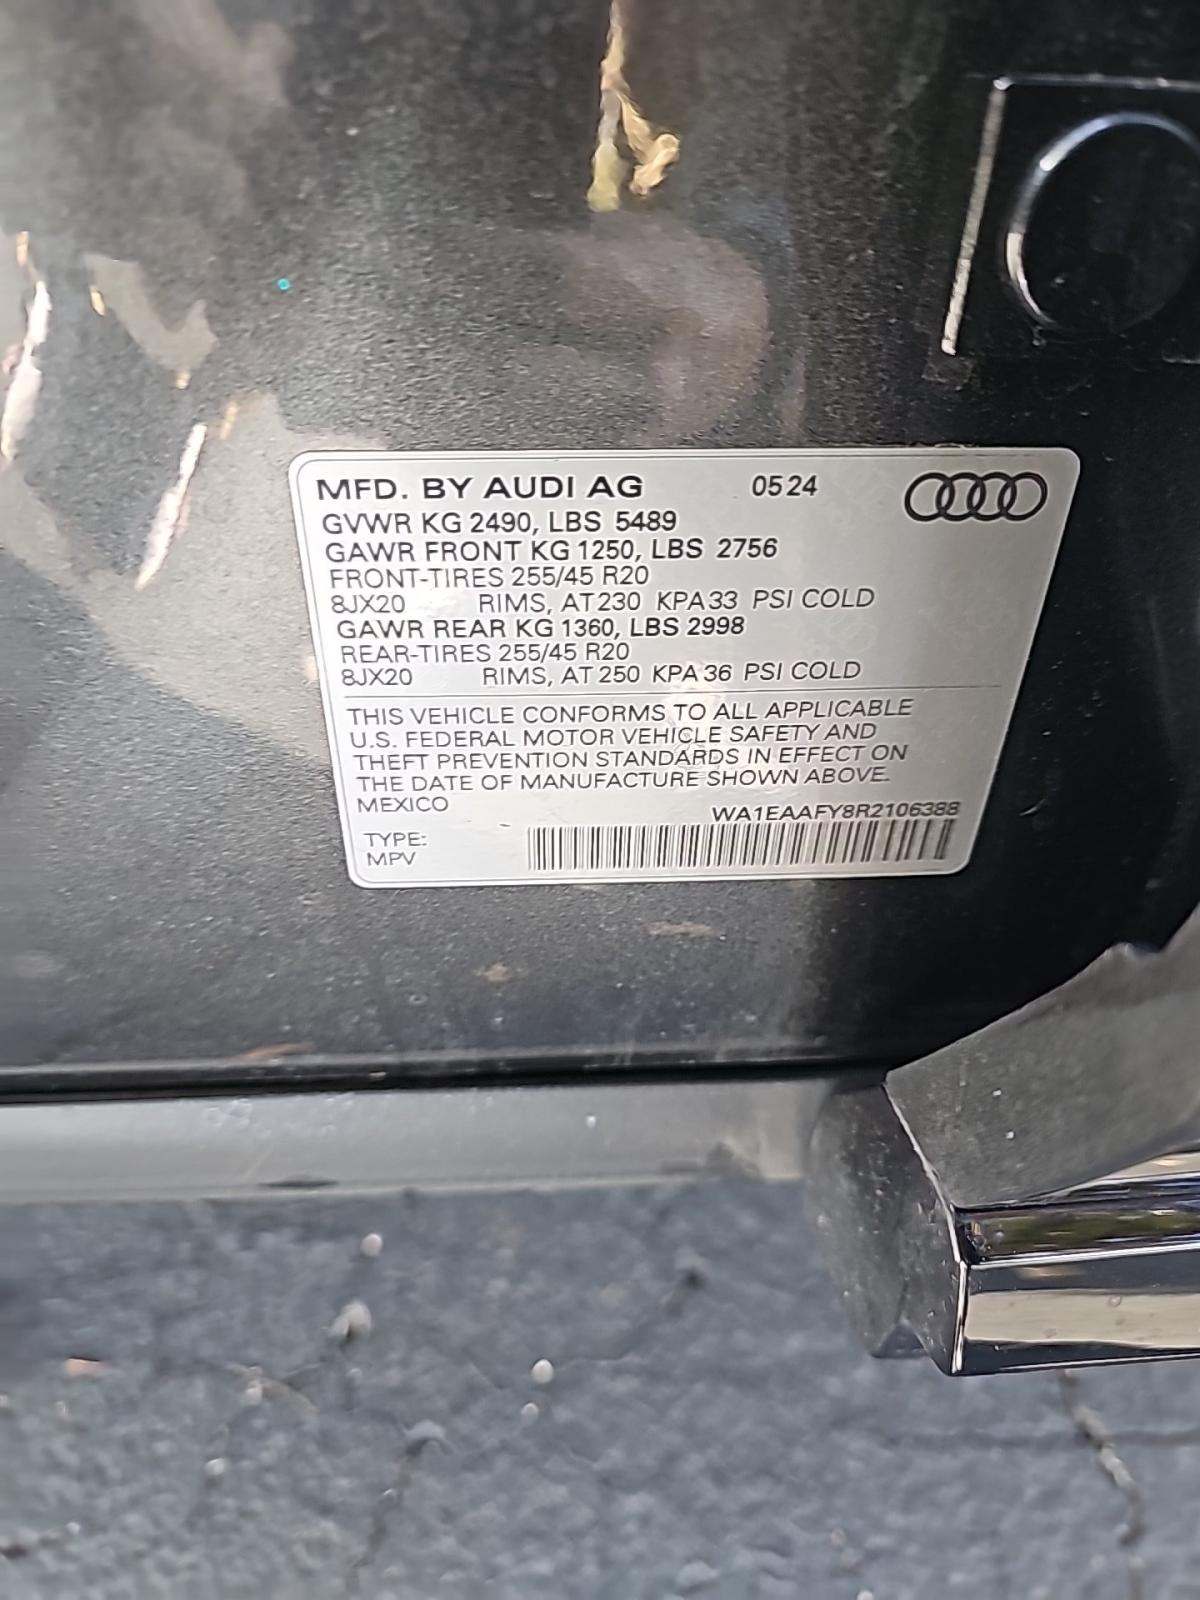 MFD. BY AUDI AG 0524
GVWR KG 2490, LBS 5489
GAWR FRONT KG 1250, LBS 2756
FRONT-TIRES 255/45 R20
8JX20 RIMS, AT 230 KPA 33 PSI COLD
GAWR REAR KG 1360, LBS 2998
REAR-TIRES 255/45 R20
8JX20 RIMS, AT 250 KPA 36 PSI COLD
THIS VEHICLE CONFORMS TO ALL APPLICABLE
U.S. FEDERAL MOTOR VEHICLE SAFETY AND
THEFT PREVENTION STANDARDS IN EFFECT ON
THE DATE OF MANUFACTURE SHOWN ABOVE.
MEXICO
WA1EAAFY8R2106388
TYPE:
MPV